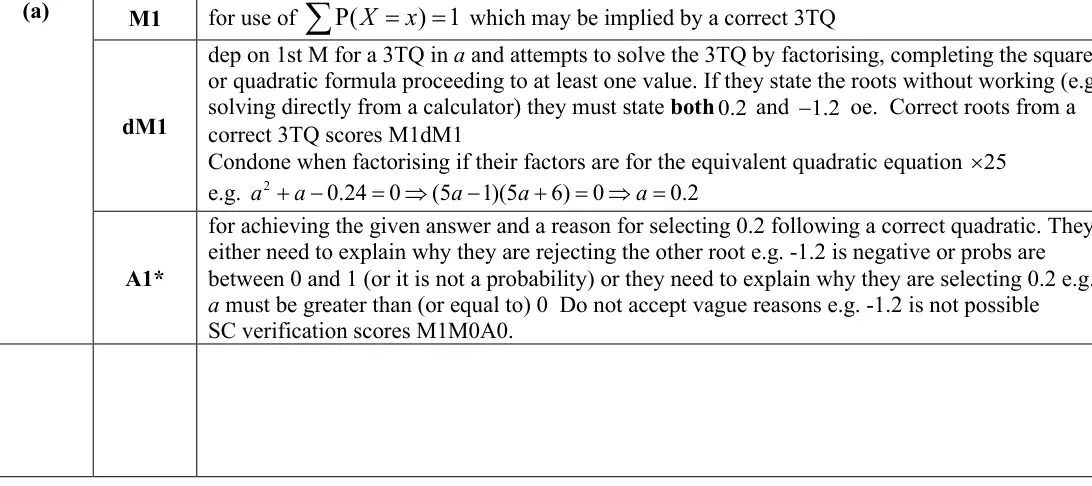 (a) M1 for use of ∑P(X = x) = 1 which may be implied by a correct 3TQ
dM1
dep on 1st M for a 3TQ in a and attempts to solve the 3TQ by factorising, completing the square
or quadratic formula proceeding to at least one value. If they state the roots without working (e.g
solving directly from a calculator) they must state both 0.2 and −1.2 oe. Correct roots from a
correct 3TQ scores M1dM1
Condone when factorising if their factors are for the equivalent quadratic equation ×25
e.g. a² + a − 0.24 = 0 ⇒ (5a − 1)(5a + 6) = 0 ⇒ a = 0.2
A1*
for achieving the given answer and a reason for selecting 0.2 following a correct quadratic. They
either need to explain why they are rejecting the other root e.g. -1.2 is negative or probs are
between 0 and 1 (or it is not a probability) or they need to explain why they are selecting 0.2 e.g.
a must be greater than (or equal to) 0 Do not accept vague reasons e.g. -1.2 is not possible
SC verification scores M1M0A0.